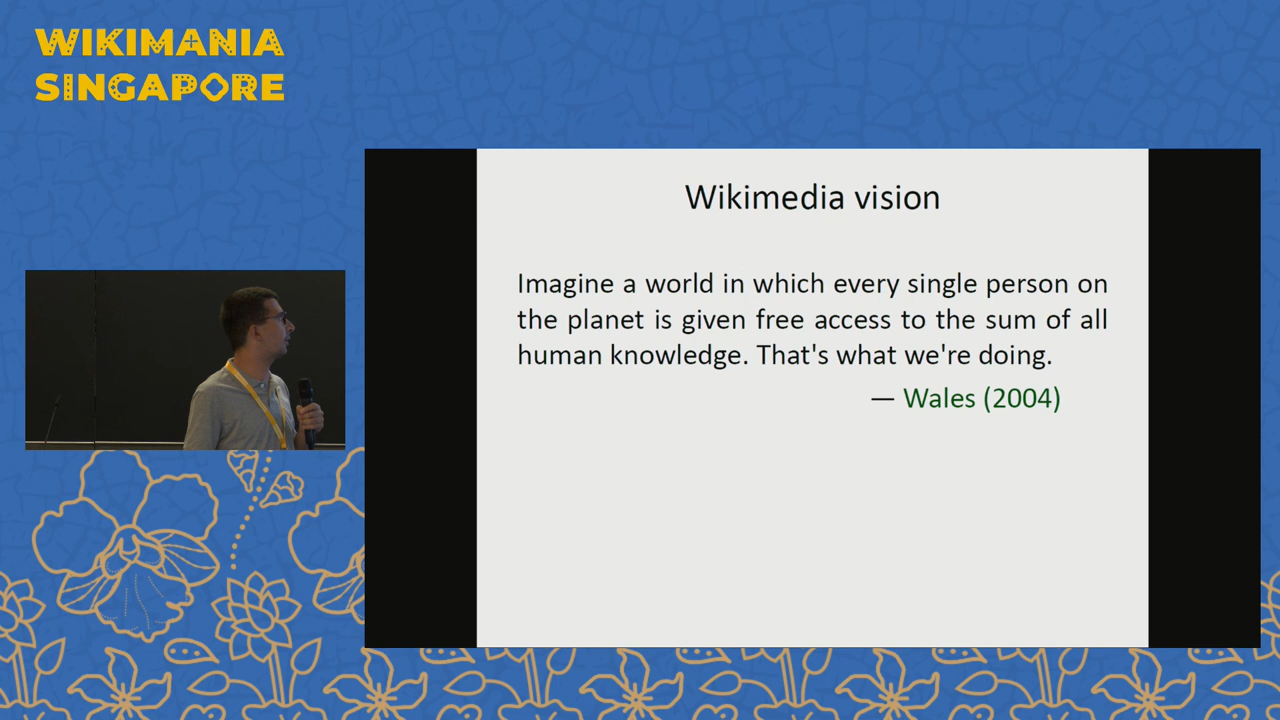 WIKIMANIA
SINGAPORE
Wikimedia vision
Imagine a world in which every single person on
the planet is given free access to the sum of all
human knowledge. That's what we're doing.
— Wales (2004)